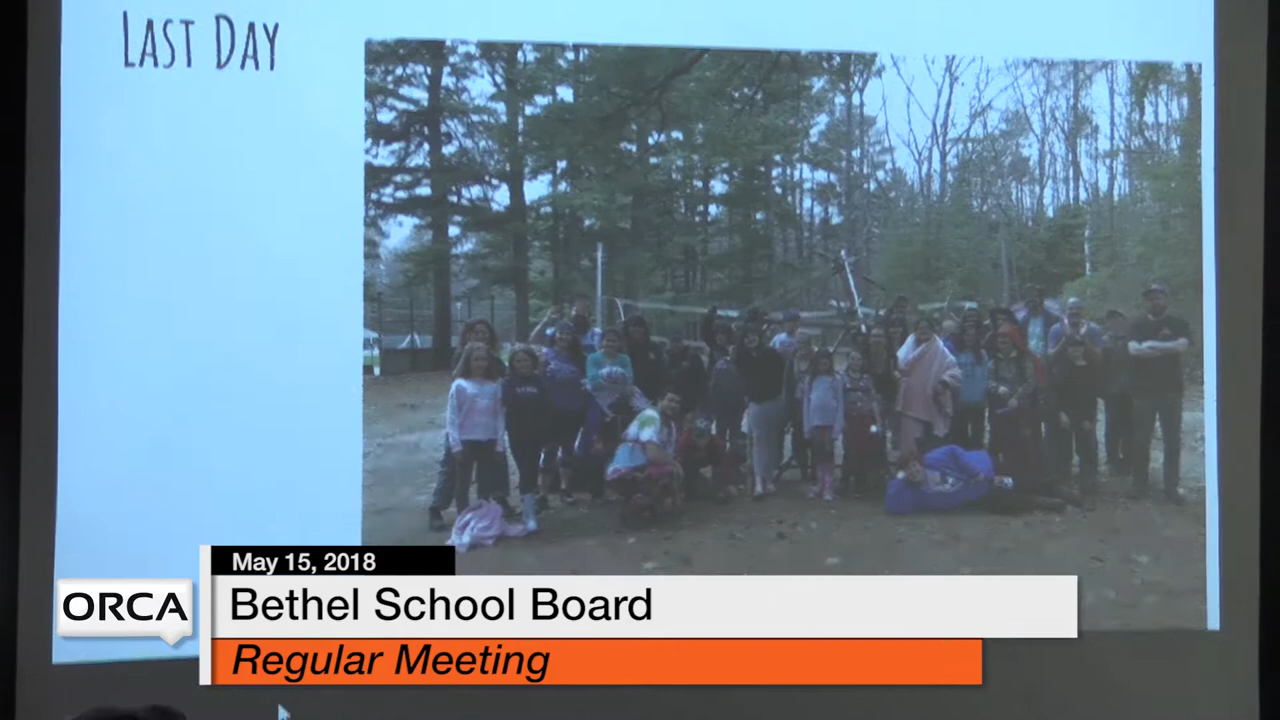 LAST DAY
May 15, 2018
ORCA
Bethel School Board
Regular Meeting